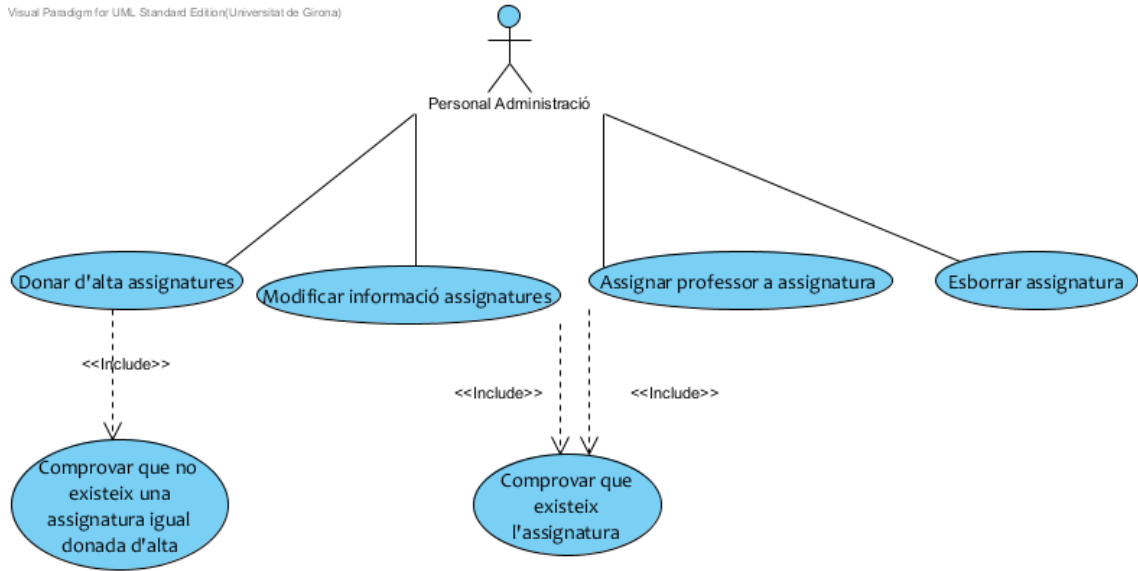 Visual Paradigm for UML Standard Edition(Universitat de Girona)
Personal Administració
Donar d'alta assignatures
Modificar informació assignatures
Assignar professor a assignatura
Esborrar assignatura
<<Include>>
<<Include>>
<<Include>>
Comprovar que no
existeix una
assignatura igual
donada d'alta
Comprovar que
existeix
l'assignatura